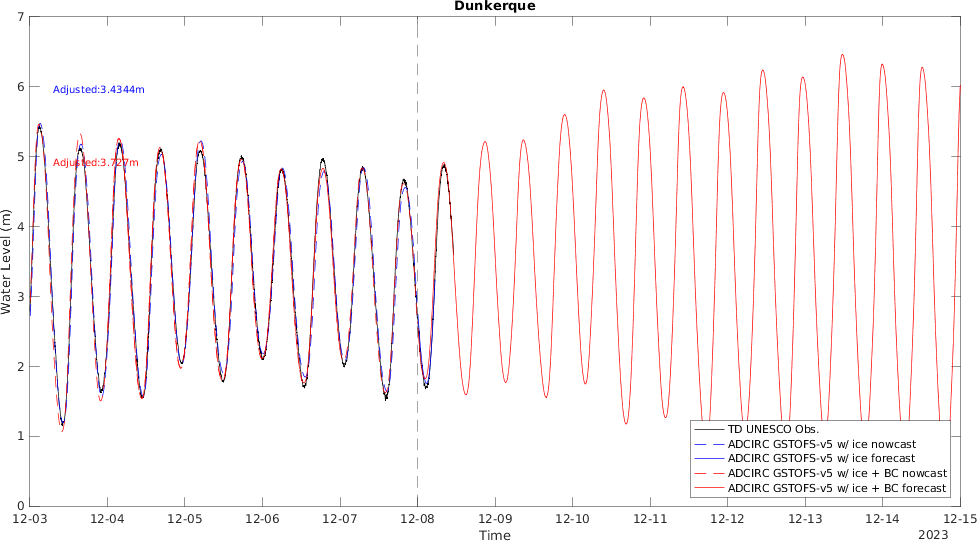 Dunkerque
7
6
5
4
3
2
1
0
Water Level (m)
Adjusted:3.4344m
Adjusted:3.727m
TD UNESCO Obs.
ADCIRC GSTOFS-v5 w/ ice nowcast
ADCIRC GSTOFS-v5 w/ ice forecast
ADCIRC GSTOFS-v5 w/ ice + BC nowcast
ADCIRC GSTOFS-v5 w/ ice + BC forecast
12-03 12-04 12-05 12-06 12-07 12-08 12-09 12-10 12-11 12-12 12-13 12-14 12-15
Time
2023